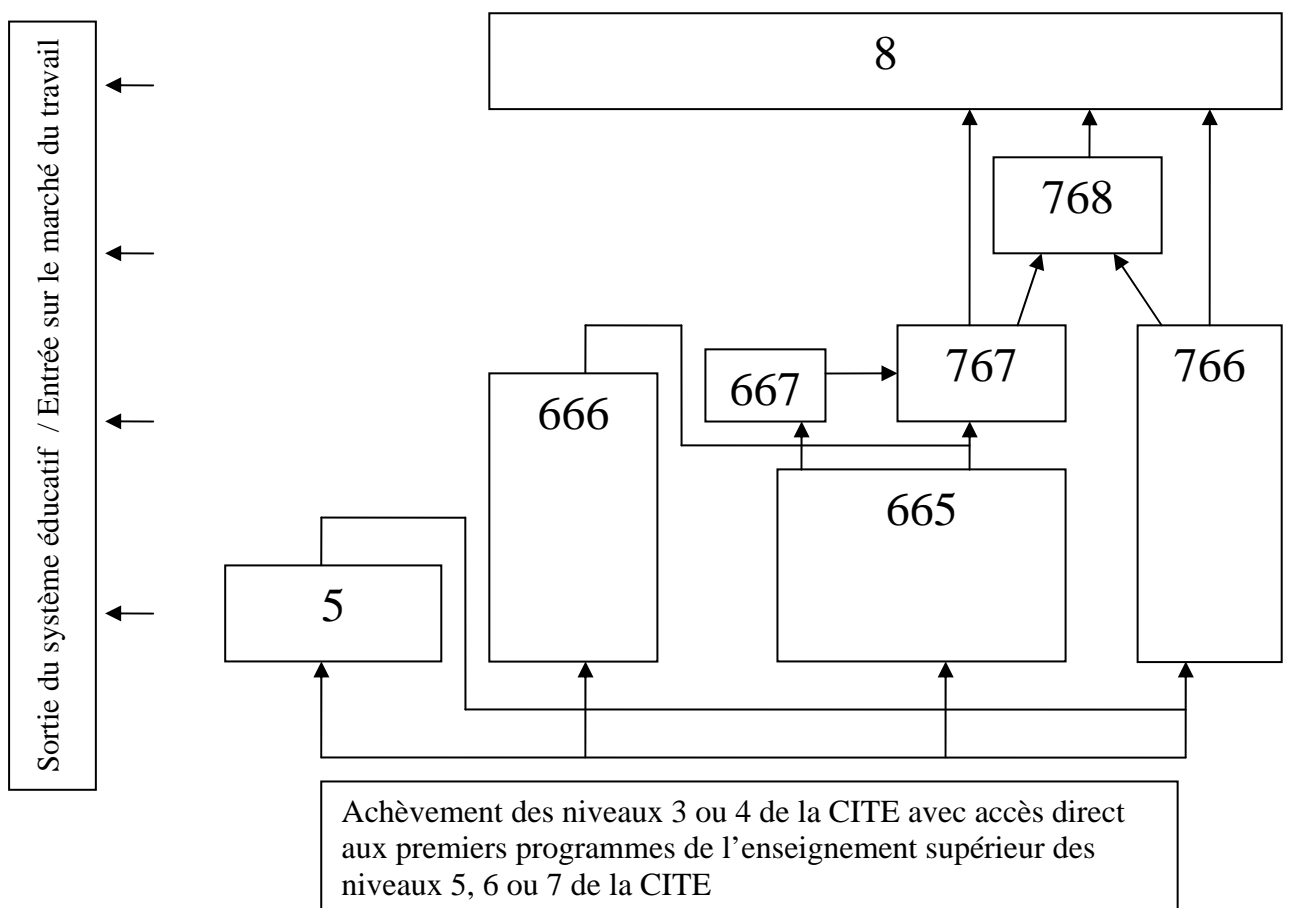 Sortie du système éducatif / Entrée sur le marché du travail
8
768
767
766
667
666
665
5
Achèvement des niveaux 3 ou 4 de la CITE avec accès direct
aux premiers programmes de l’enseignement supérieur des
niveaux 5, 6 ou 7 de la CITE